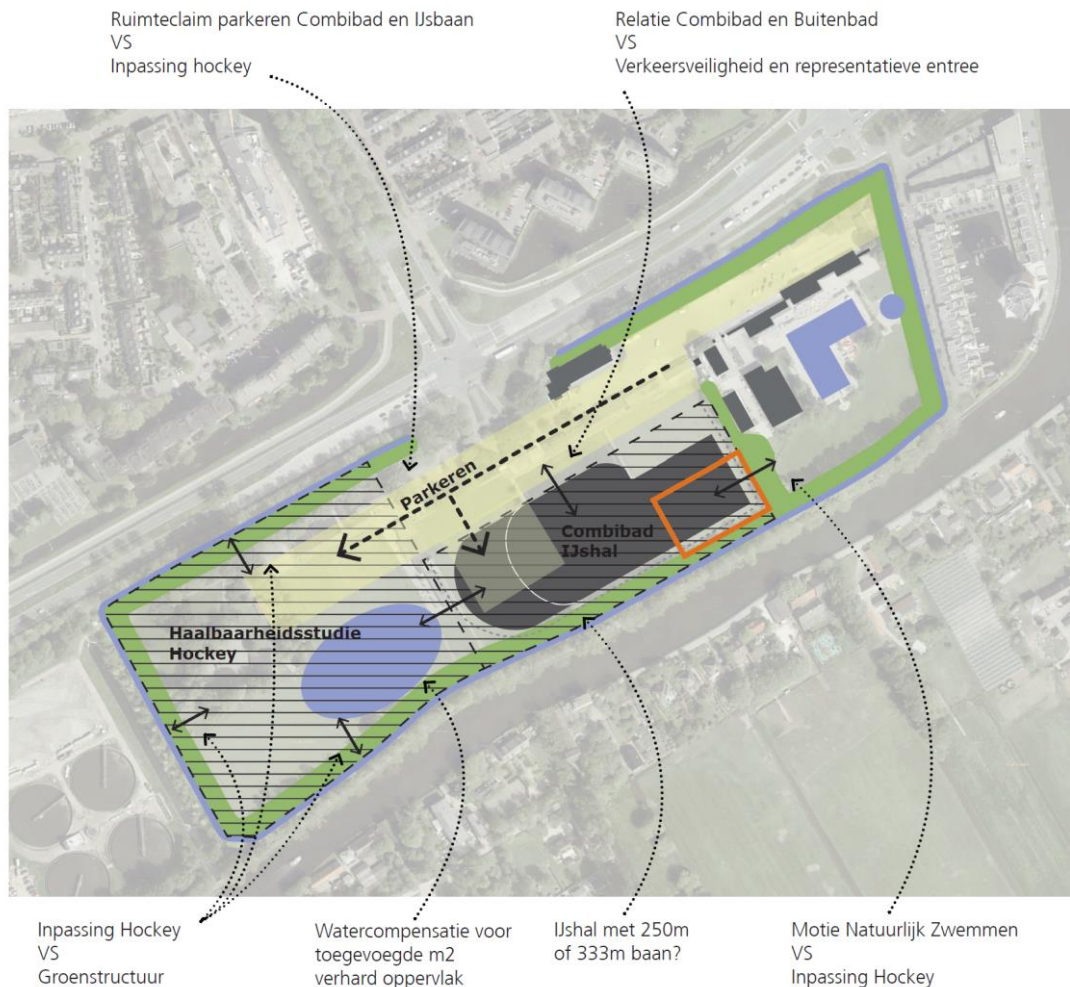 Ruimteclaim parkeren Combibad en IJsbaan
VS
Inpassing hockey
Relatie Combibad en Buitenbad
VS
Verkeersveiligheid en representatieve entree
Parkeren
Combibad
IJshal
Haalbaarheidsstudie
Hockey
Inpassing Hockey
VS
Groenstructuur
Watercompensatie voor
toegevoegde m2
verhard oppervlak
IJshal met 250m
of 333m baan?
Motie Natuurlijk Zwemmen
VS
Inpassing Hockey